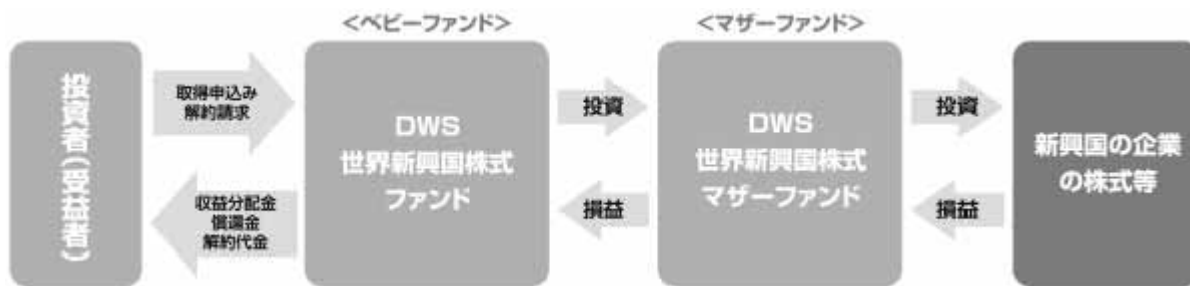 <ベビーファンド>
<マザーファンド>
投資者(受益者)
取得申込み
解約請求
収益分配金
償還金
解約代金
DWS
世界新興国株式
ファンド
投資
損益
DWS
世界新興国株式
マザーファンド
投資
損益
新興国の企業
の株式等